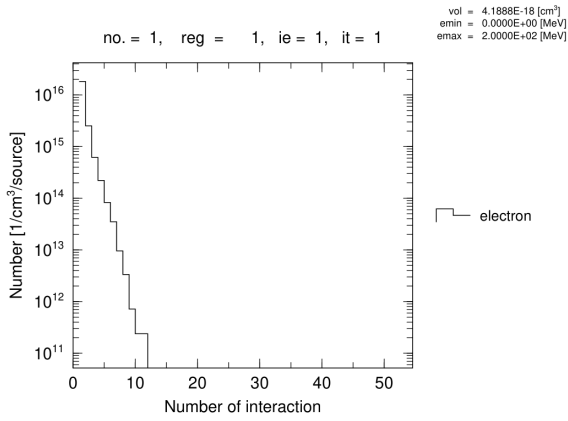 vol = 4.1888E-18 [cm³]
emin = 0.0000E+00 [MeV]
emax = 2.0000E+02 [MeV]
no. = 1, reg = 1, ie = 1, it = 1
Number [1/cm³/source]
10¹⁶
10¹⁵
10¹⁴
10¹³
10¹²
10¹¹
electron
0 10 20 30 40 50
Number of interaction